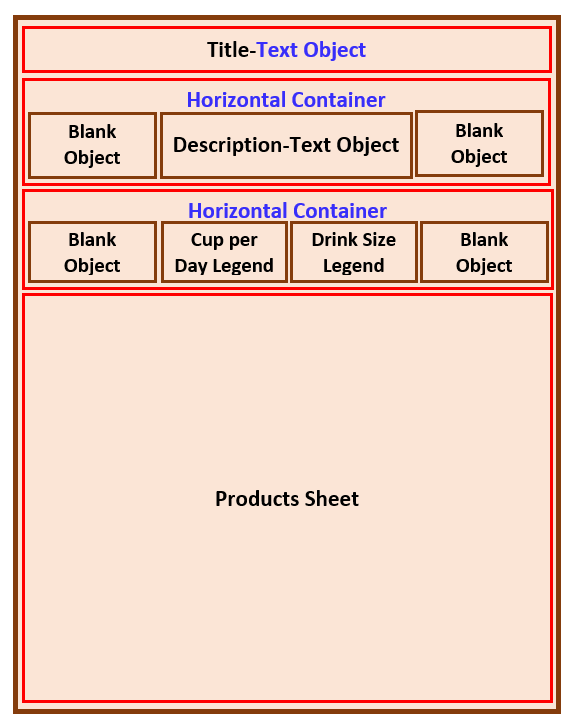 Title-Text Object
Horizontal Container
Blank
Object
Description-Text Object
Blank
Object
Horizontal Container
Blank
Object
Cup per
Day Legend
Drink Size
Legend
Blank
Object
Products Sheet